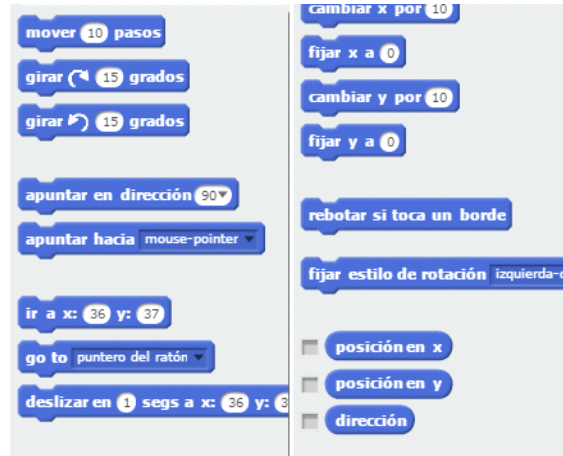 mover 10 pasos
girar 15 grados
girar 15 grados
apuntar en dirección 90
apuntar hacia mouse-pointer
ir a x: 36 y: 37
go to puntero del ratón
deslizar en 1 segs a x: 36 y:
cambiar x por 10
fijar x a 0
cambiar y por 10
fijar y a 0
rebotar si toca un borde
fijar estilo de rotación
posición en x
posición en y
dirección